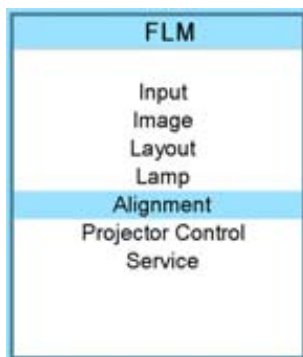 FLM
Input
Image
Layout
Lamp
Alignment
Projector Control
Service